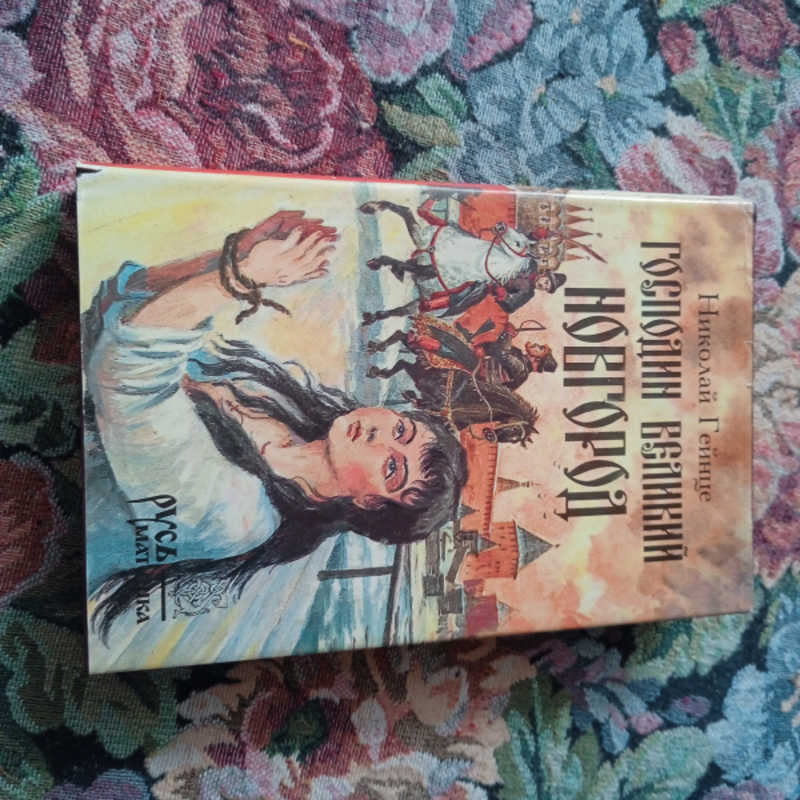 Николай Гейнце
ГОСПОДИН ВЕЛИКИЙ
НОВГОРОД
РУСЬ
МАТУШКА